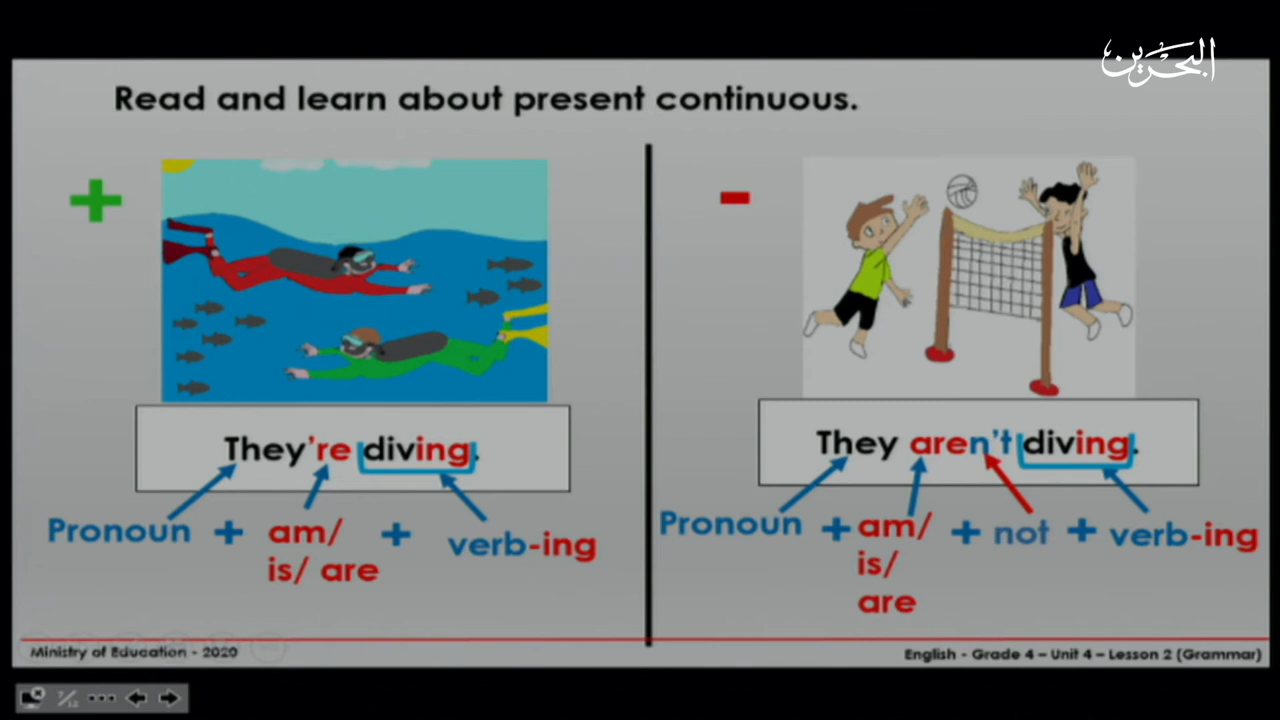 البحرين
Read and learn about present continuous.
+
-
They're diving.
They aren't diving.
Pronoun + am/ is/ are + verb-ing
Pronoun + am/ is/ are + not + verb-ing
Ministry of Education - 2020
English - Grade 4 – Unit 4 – Lesson 2 (Grammar)